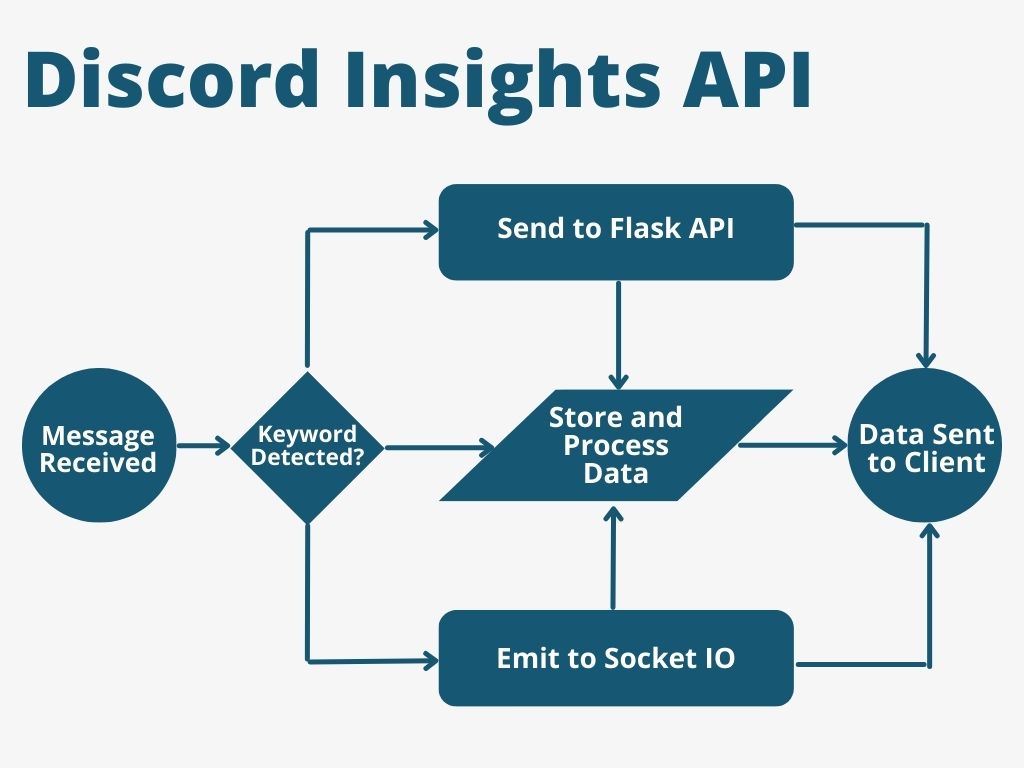 Discord Insights API
Send to Flask API
Message
Received
Keyword
Detected?
Store and
Process
Data
Data Sent
to Client
Emit to Socket IO